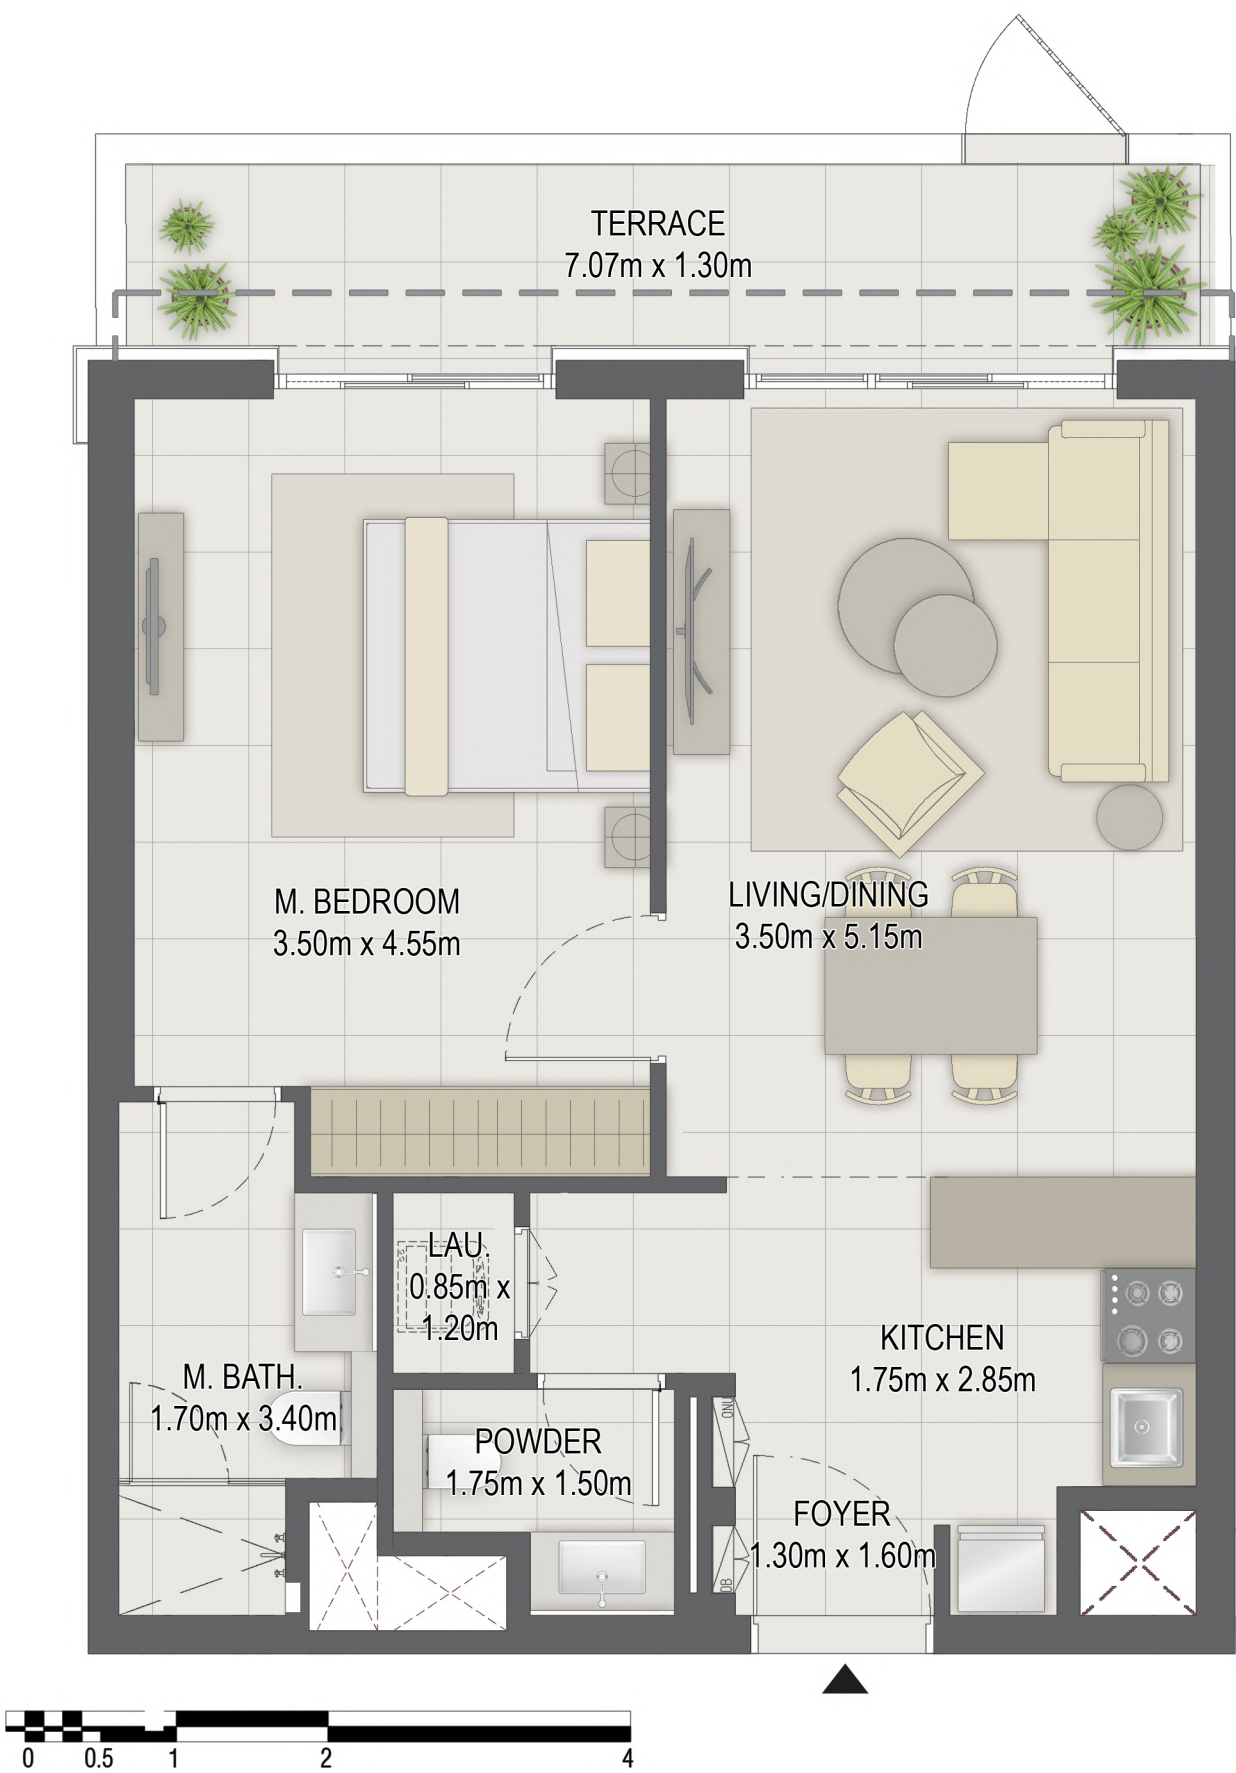 TERRACE
7.07m x 1.30m
M. BEDROOM
3.50m x 4.55m
LIVING/DINING
3.50m x 5.15m
LAU.
0.85m x
1.20m
KITCHEN
1.75m x 2.85m
M. BATH.
1.70m x 3.40m
POWDER
1.75m x 1.50m
ONU
FOYER
1.30m x 1.60m
DB
0 0.5 1 2 4